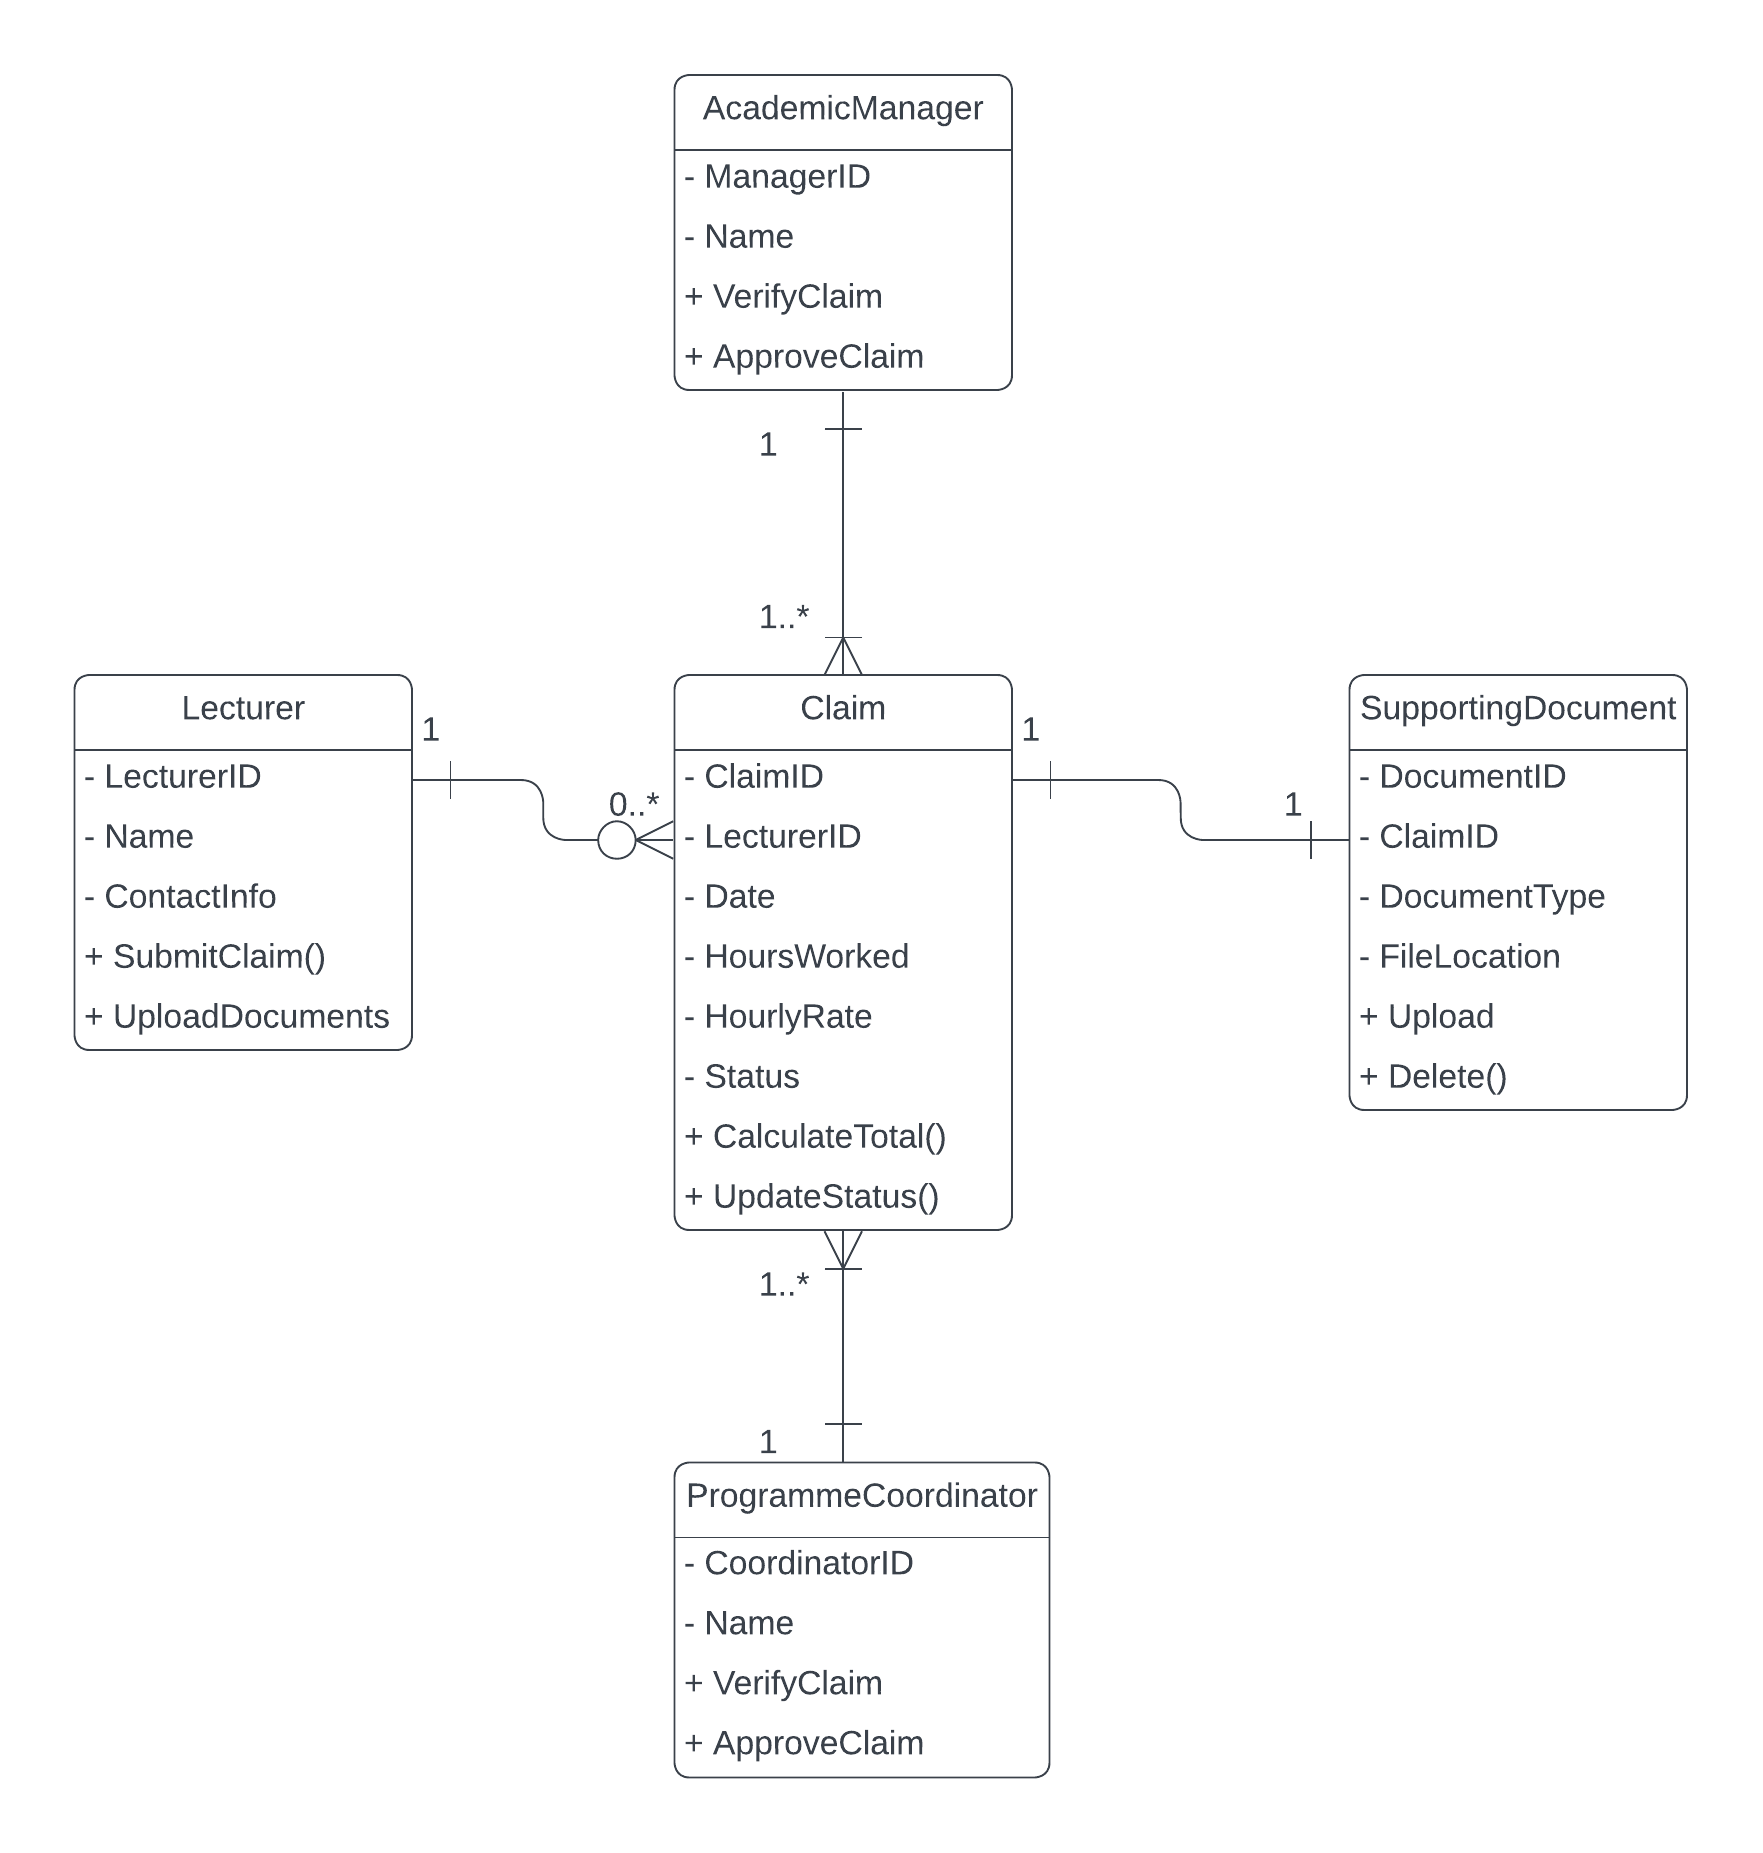 AcademicManager
- ManagerID
- Name
+ VerifyClaim
+ ApproveClaim
1
1..*
Lecturer
- LecturerID
- Name
- ContactInfo
+ SubmitClaim()
+ UploadDocuments
1
0..*
Claim
- ClaimID
- LecturerID
- Date
- HoursWorked
- HourlyRate
- Status
+ CalculateTotal()
+ UpdateStatus()
1
1
SupportingDocument
- DocumentID
- ClaimID
- DocumentType
- FileLocation
+ Upload
+ Delete()
1..*
1
ProgrammeCoordinator
- CoordinatorID
- Name
+ VerifyClaim
+ ApproveClaim